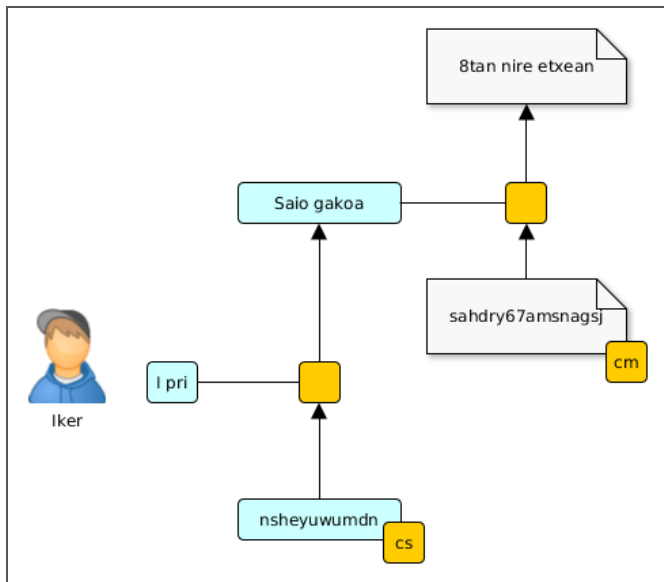 8tan nire etxean
Saio gakoa
sahdry67amsnagsj
cm
I pri
Iker
nsheyuwumdn
cs